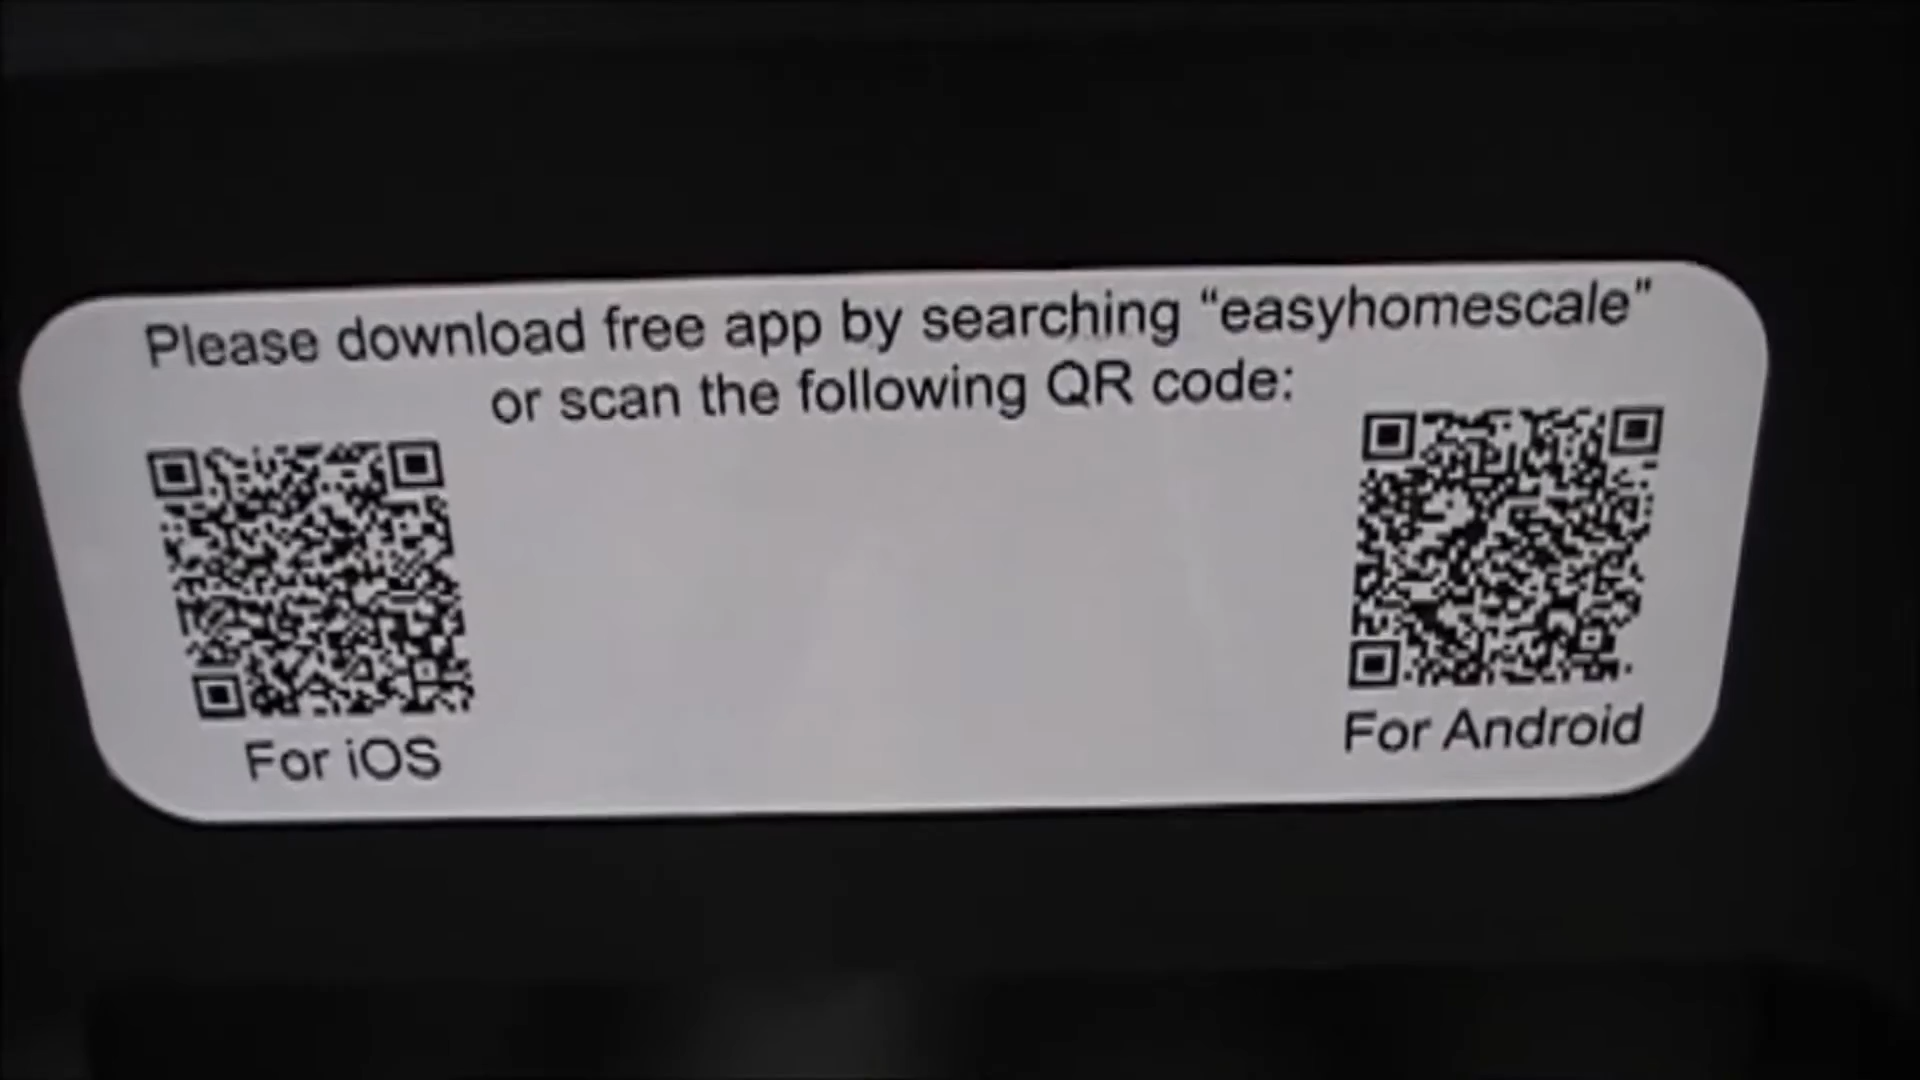 Please download free app by searching “easyhomescale”
or scan the following QR code:
For iOS
For Android